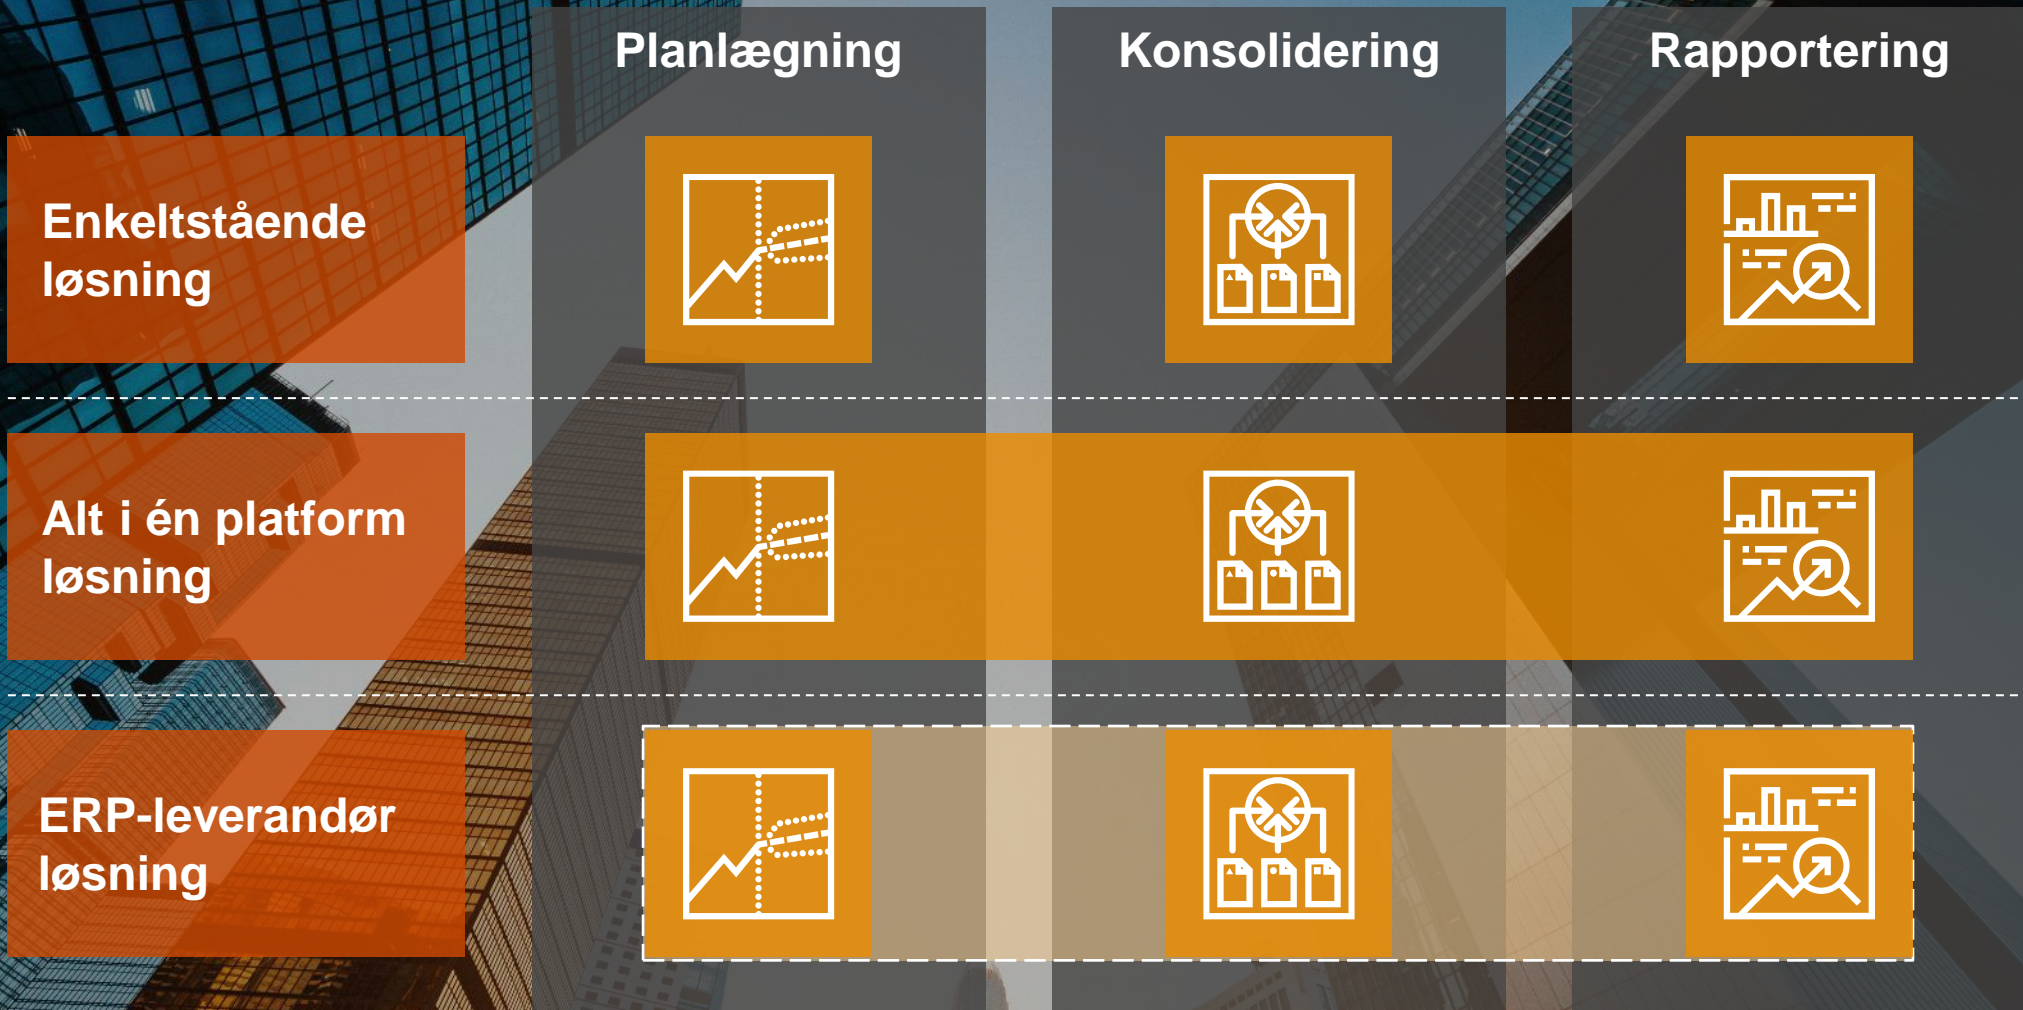 Planlægning
Konsolidering
Rapportering
Enkeltstående
løsning
Alt i én platform
løsning
ERP-leverandør
løsning